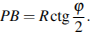 PB = R ctg φ/2.